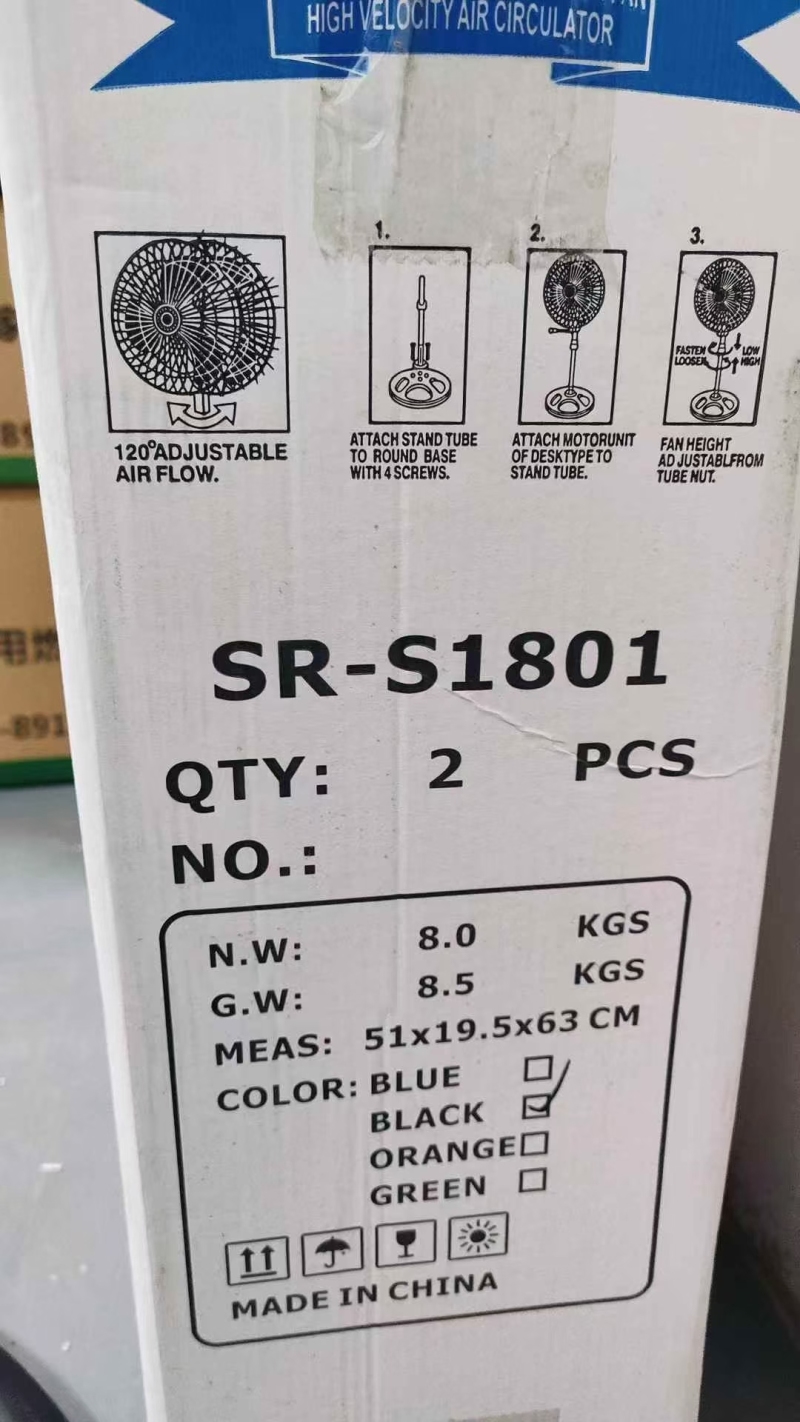 HIGH VELOCITY AIR CIRCULATOR
1.
2.
3.
FASTEN
LOOSEN
LOW
HIGH
120°ADJUSTABLE
AIR FLOW.
ATTACH STAND TUBE
TO ROUND BASE
WITH 4 SCREWS.
ATTACH MOTORUNIT
OF DESKTYPE TO
STAND TUBE.
FAN HEIGHT
ADJUSTABLFROM
TUBE NUT.
SR-S1801
QTY: 2 PCS
NO.:
N.W: 8.0 KGS
G.W: 8.5 KGS
MEAS: 51x19.5x63 CM
COLOR: BLUE
BLACK
ORANGE
GREEN
MADE IN CHINA
-891